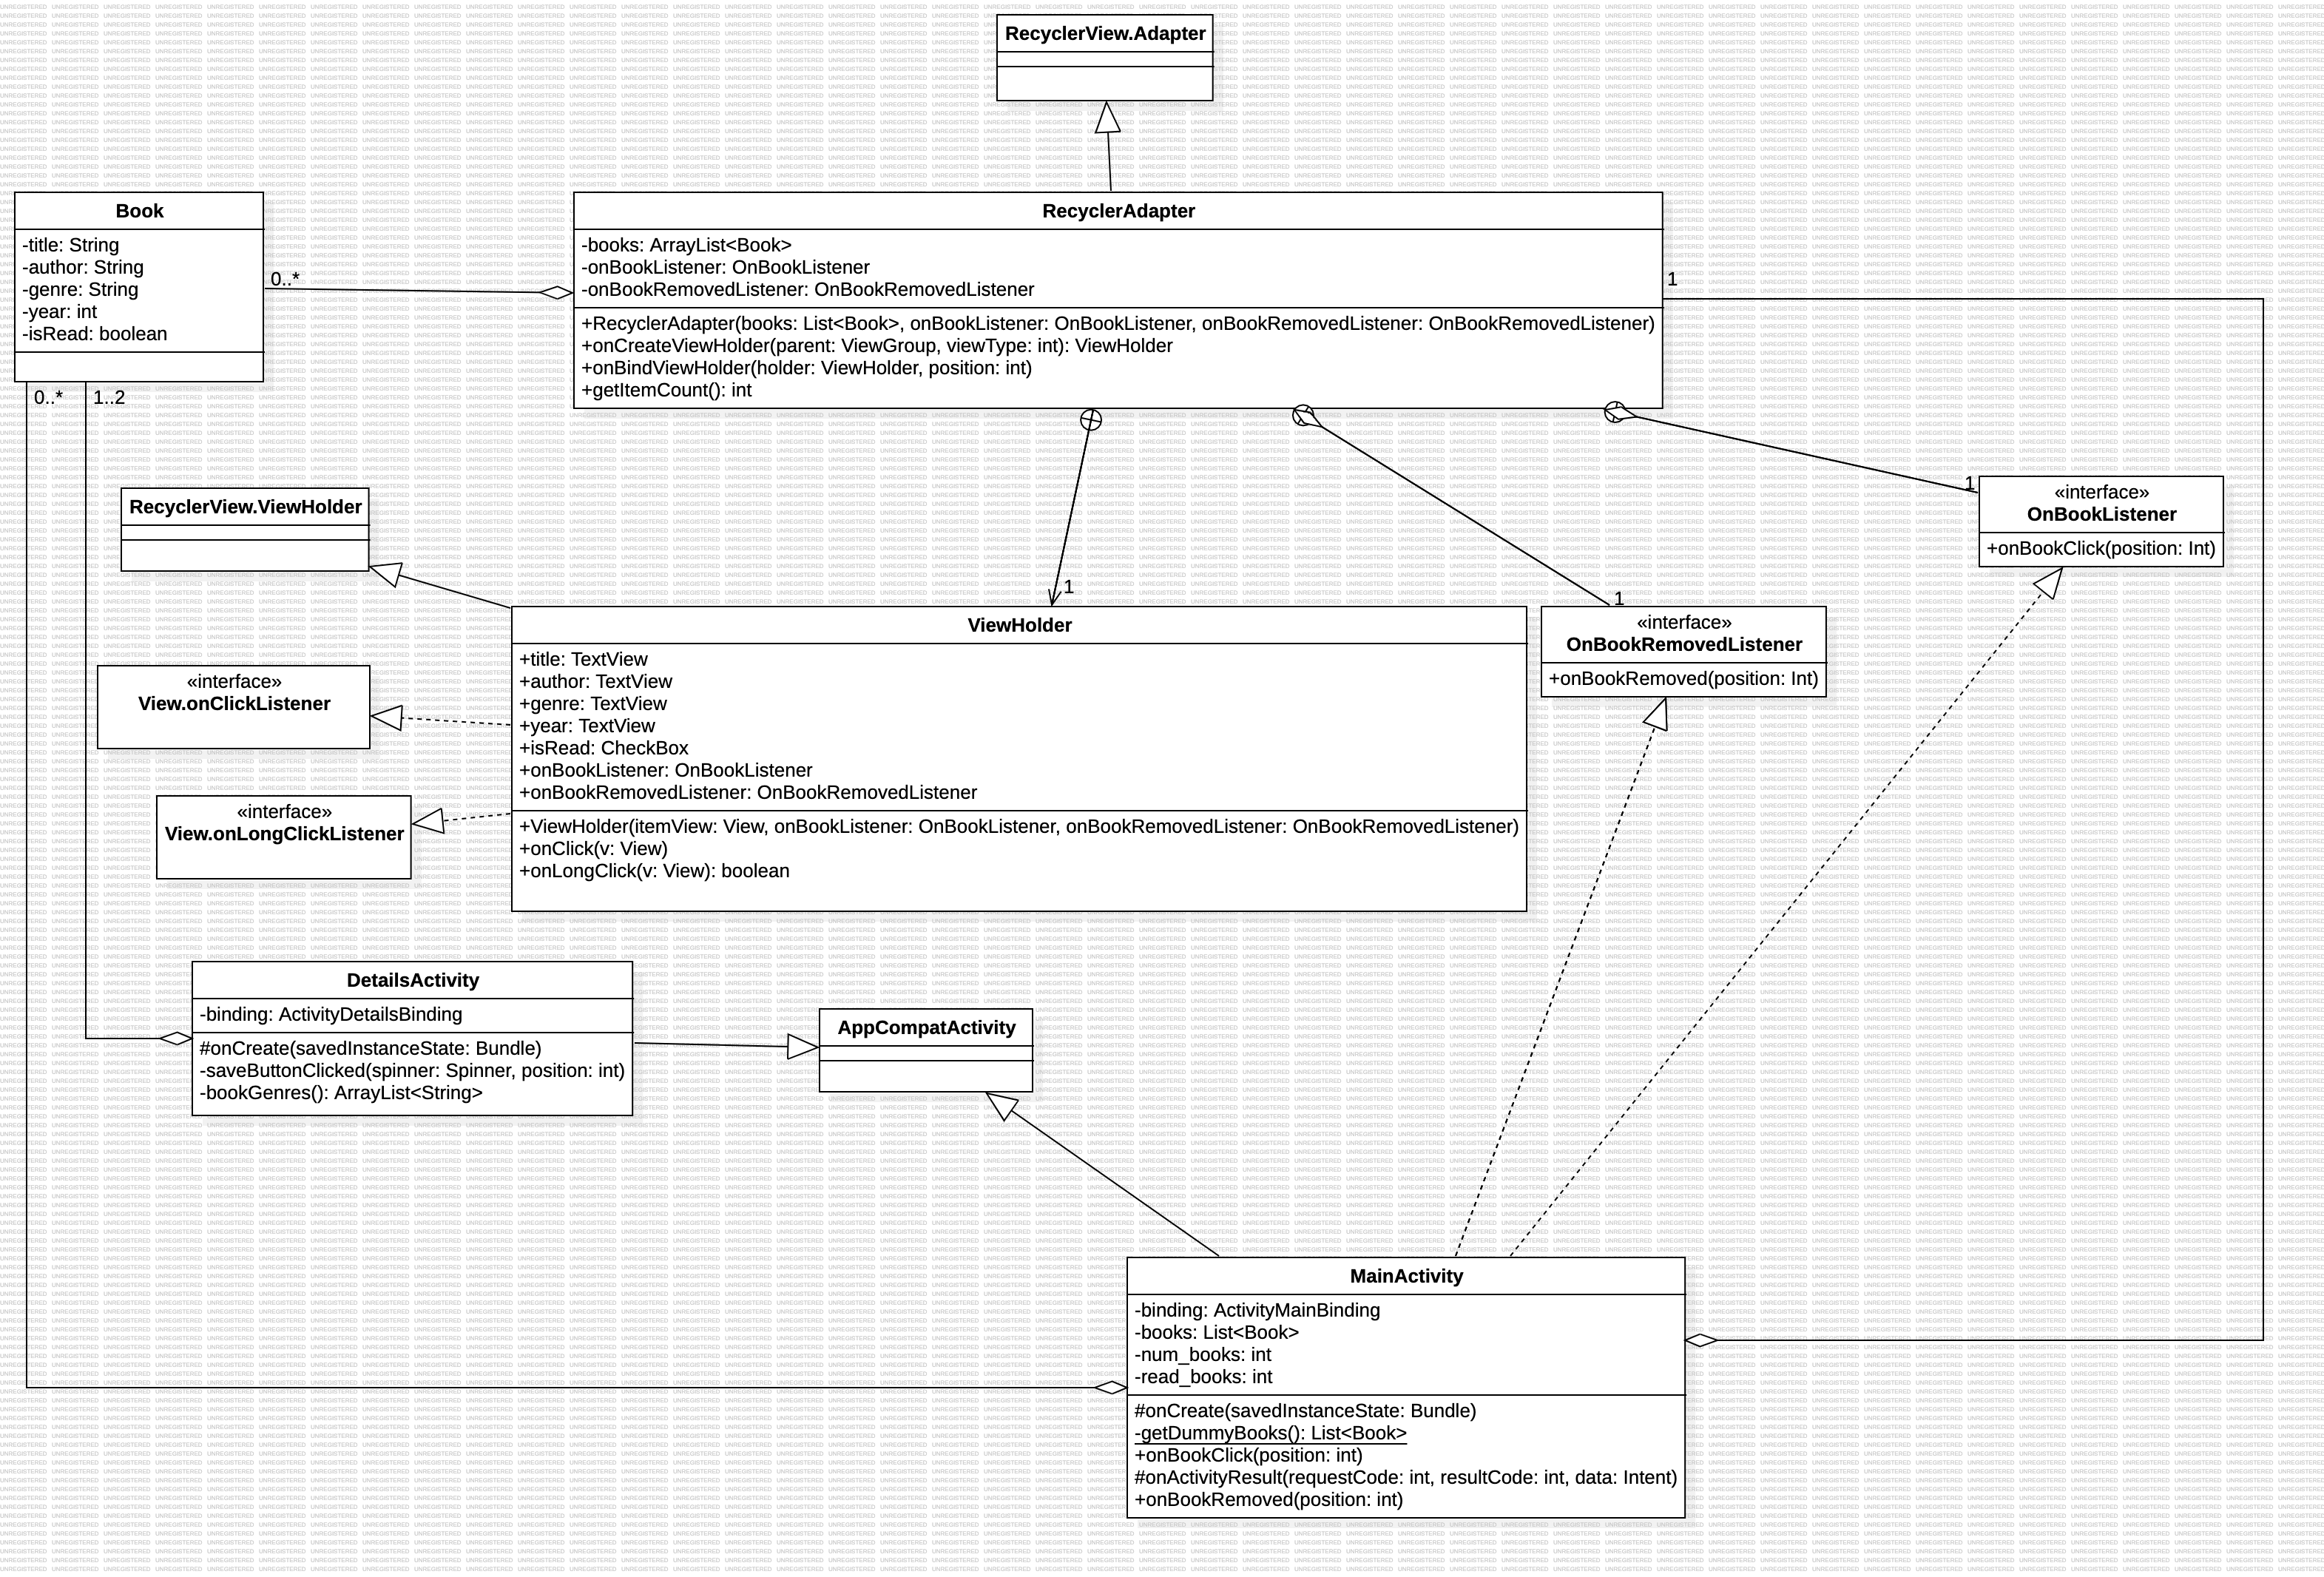 RecyclerView.Adapter
Book
-title: String
-author: String
-genre: String
-year: int
-isRead: boolean
0..*
RecyclerAdapter
-books: ArrayList<Book>
-onBookListener: OnBookListener
-onBookRemovedListener: OnBookRemovedListener
+RecyclerAdapter(books: List<Book>, onBookListener: OnBookListener, onBookRemovedListener: OnBookRemovedListener)
+onCreateViewHolder(parent: ViewGroup, viewType: int): ViewHolder
+onBindViewHolder(holder: ViewHolder, position: int)
+getItemCount(): int
1
0..*
1..2
RecyclerView.ViewHolder
1
«interface»
OnBookListener
+onBookClick(position: Int)
1
1
ViewHolder
+title: TextView
+author: TextView
+genre: TextView
+year: TextView
+isRead: CheckBox
+onBookListener: OnBookListener
+onBookRemovedListener: OnBookRemovedListener
+ViewHolder(itemView: View, onBookListener: OnBookListener, onBookRemovedListener: OnBookRemovedListener)
+onClick(v: View)
+onLongClick(v: View): boolean
«interface»
OnBookRemovedListener
+onBookRemoved(position: Int)
«interface»
View.onClickListener
«interface»
View.onLongClickListener
DetailsActivity
-binding: ActivityDetailsBinding
#onCreate(savedInstanceState: Bundle)
-saveButtonClicked(spinner: Spinner, position: int)
-bookGenres(): ArrayList<String>
AppCompatActivity
MainActivity
-binding: ActivityMainBinding
-books: List<Book>
-num_books: int
-read_books: int
#onCreate(savedInstanceState: Bundle)
-getDummyBooks(): List<Book>
+onBookClick(position: int)
#onActivityResult(requestCode: int, resultCode: int, data: Intent)
+onBookRemoved(position: int)
UNREGISTERED